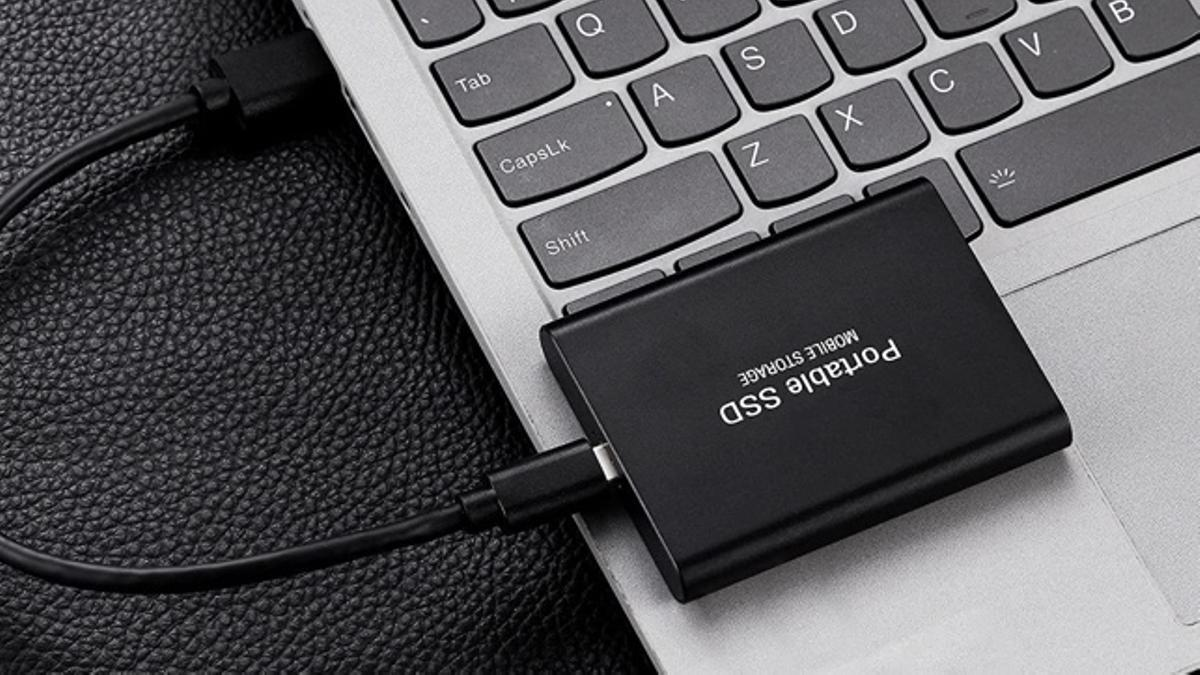 `
Q
D
B
Tab
A
S
C
V
CapsLk
Z
X
Shift
Portable SSD
MOBILE STORAGE